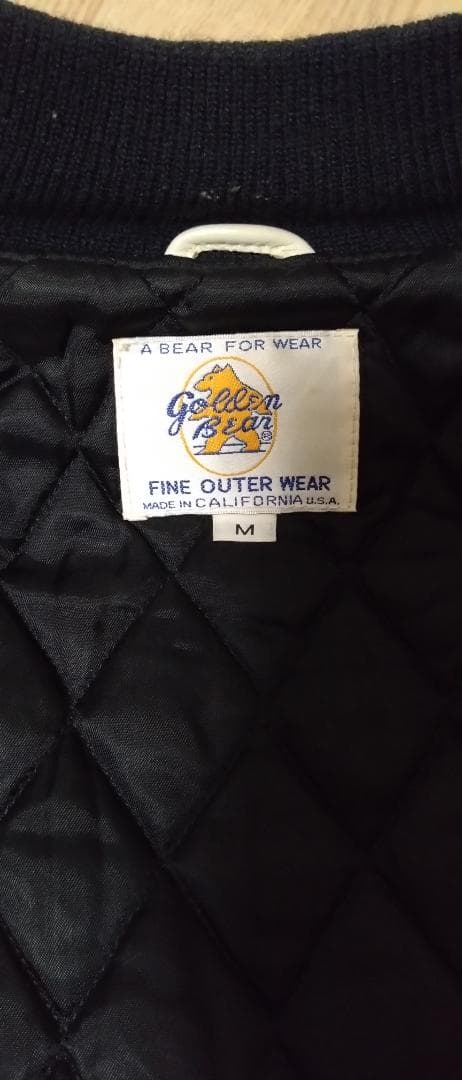 A BEAR FOR WEAR
Golden
Bear®
FINE OUTER WEAR
MADE IN CALIFORNIA U.S.A.
M